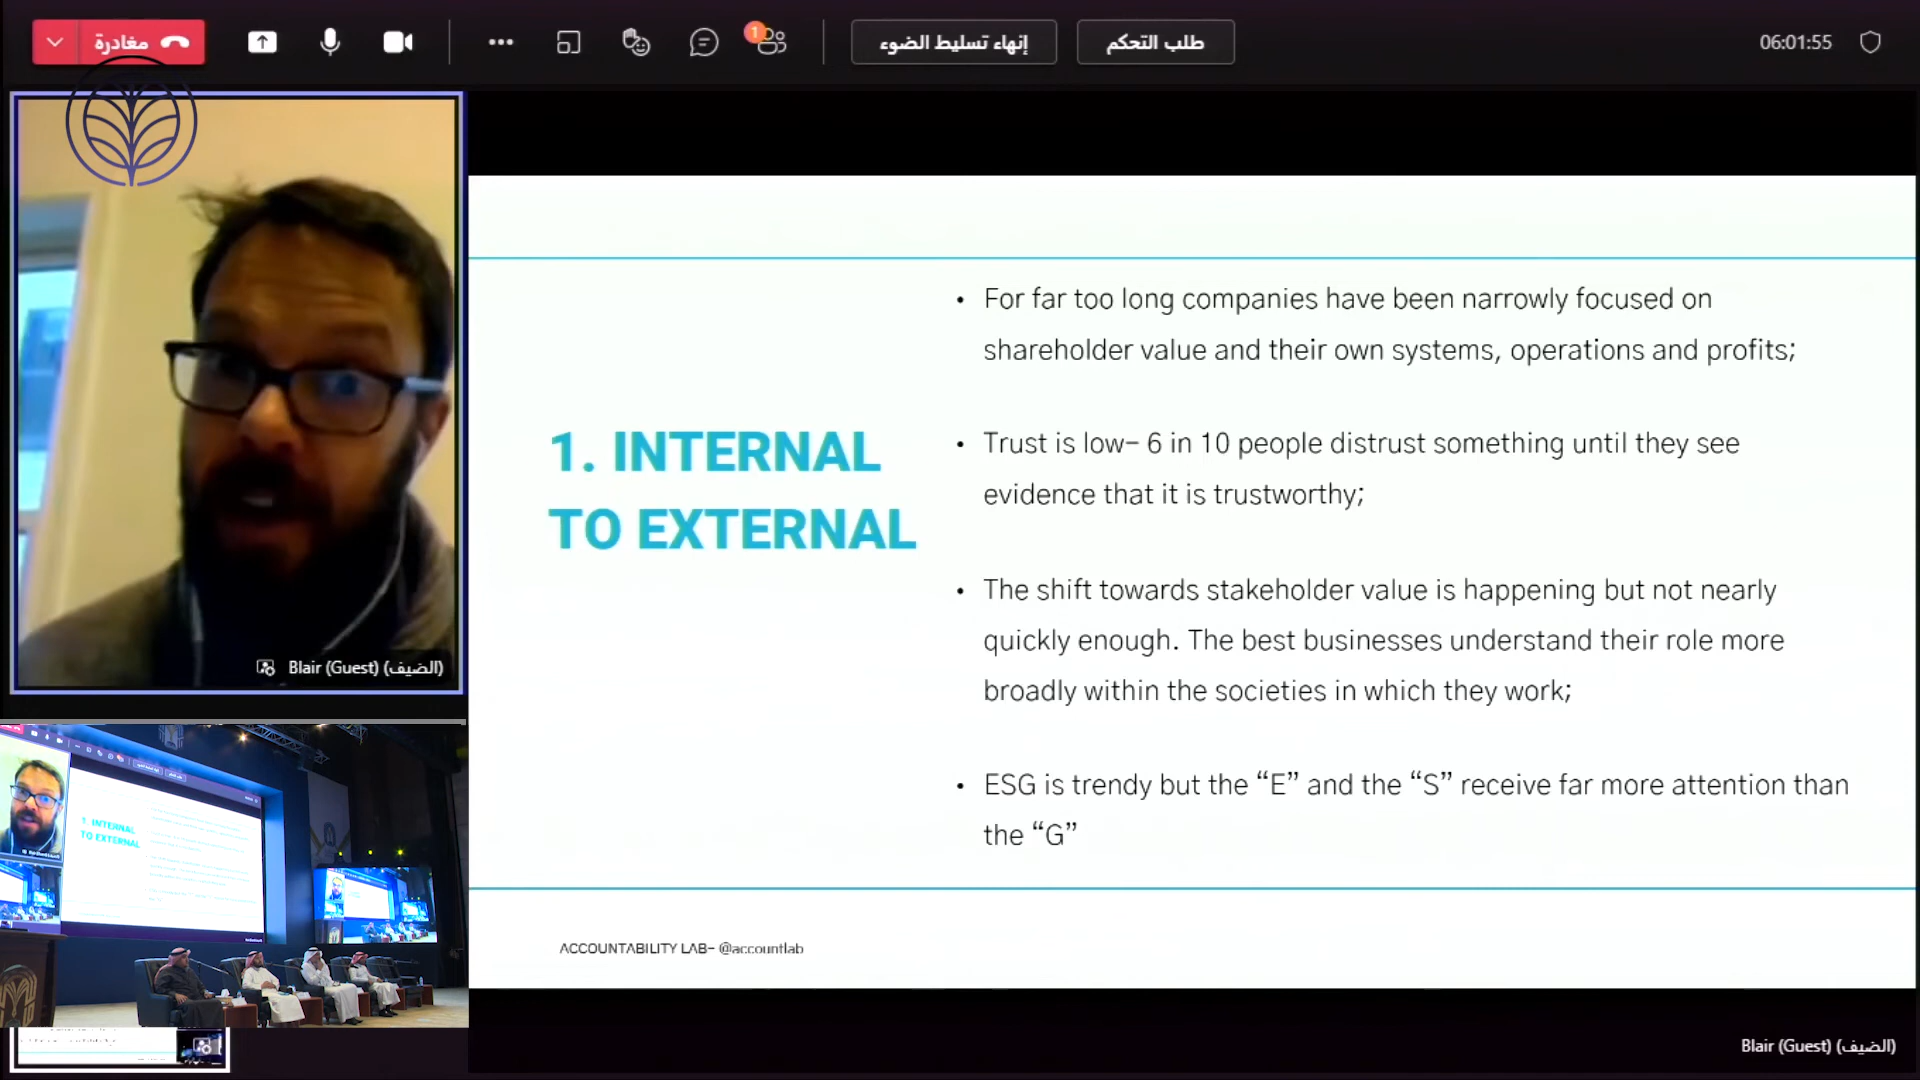 مغادرة
1
إنهاء تسليط الضوء
طلب التحكم
06:01:55
Blair (Guest) (الضيف)
1. INTERNAL
TO EXTERNAL
• For far too long companies have been narrowly focused on
shareholder value and their own systems, operations and profits;
• Trust is low- 6 in 10 people distrust something until they see
evidence that it is trustworthy;
• The shift towards stakeholder value is happening but not nearly
quickly enough. The best businesses understand their role more
broadly within the societies in which they work;
• ESG is trendy but the “E” and the “S” receive far more attention than
the “G”
ACCOUNTABILITY LAB- @accountlab
1. INTERNAL
TO EXTERNAL
Blair (Guest) (الضيف)